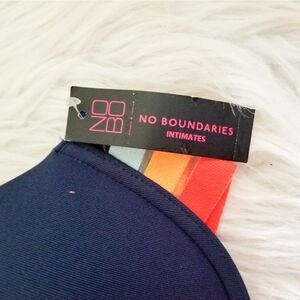 NO
BO
NO BOUNDARIES
INTIMATES